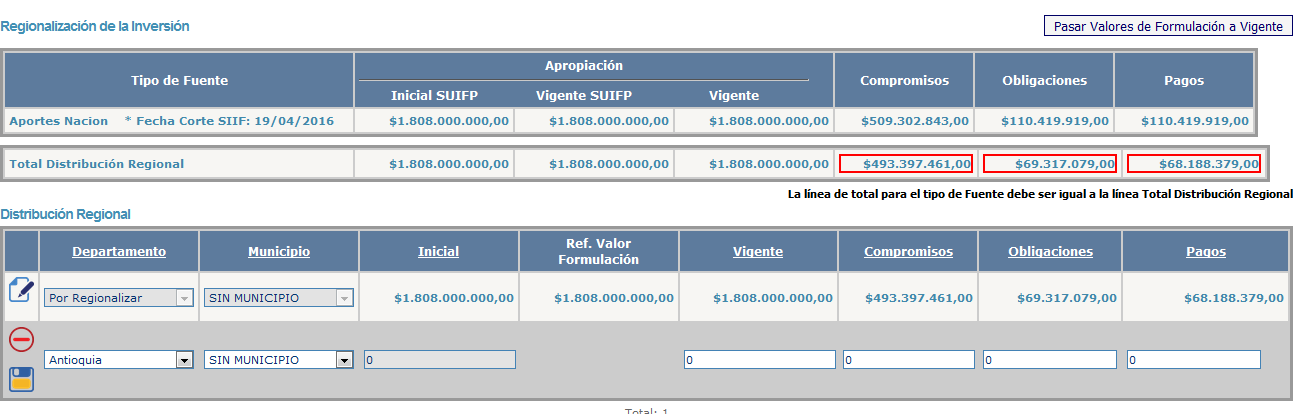 Regionalización de la Inversión
Pasar Valores de Formulación a Vigente
Tipo de Fuente Apropiación Compromisos Obligaciones Pagos
Inicial SUIFP Vigente SUIFP Vigente
Aportes Nacion * Fecha Corte SIIF: 19/04/2016 $1.808.000.000,00 $1.808.000.000,00 $1.808.000.000,00 $509.302.843,00 $110.419.919,00 $110.419.919,00
Total Distribución Regional $1.808.000.000,00 $1.808.000.000,00 $1.808.000.000,00 $493.397.461,00 $69.317.079,00 $68.188.379,00
La línea de total para el tipo de Fuente debe ser igual a la línea Total Distribución Regional
Distribución Regional
Departamento Municipio Inicial Ref. Valor Formulación Vigente Compromisos Obligaciones Pagos
Por Regionalizar SIN MUNICIPIO $1.808.000.000,00 $1.808.000.000,00 $1.808.000.000,00 $493.397.461,00 $69.317.079,00 $68.188.379,00
Antioquia SIN MUNICIPIO 0 0 0 0 0
Total: 1